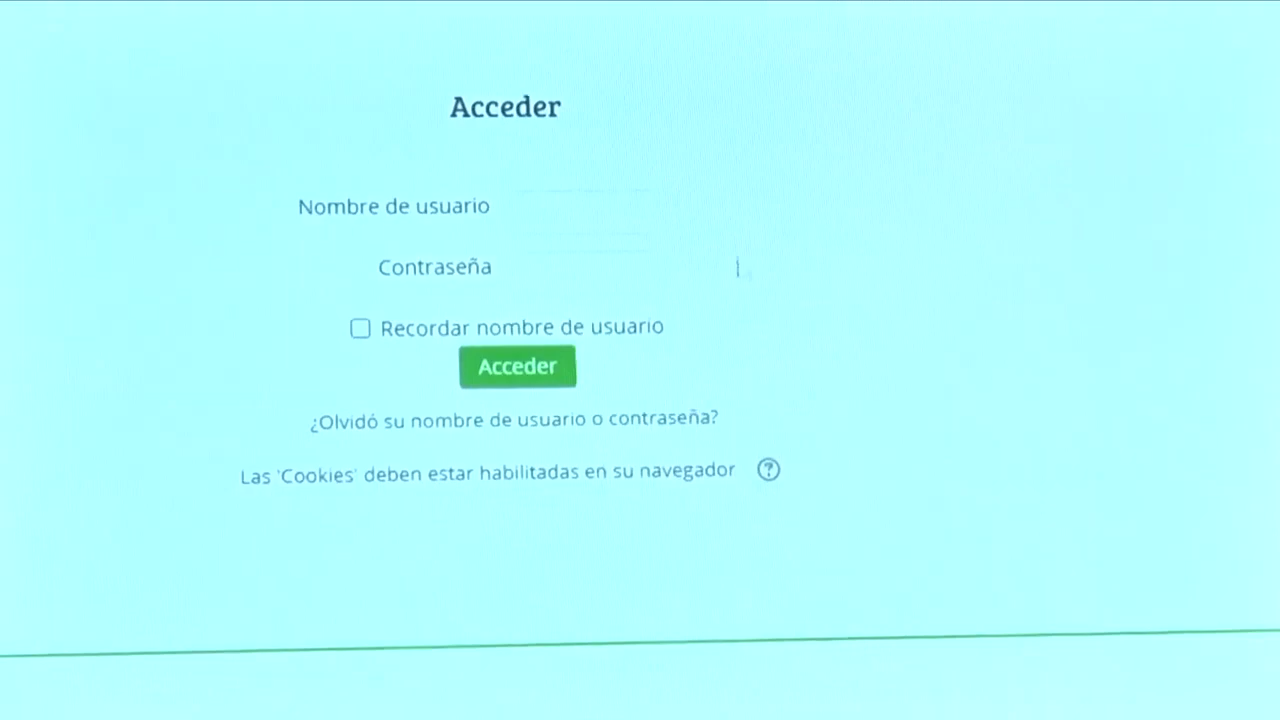 Acceder
Nombre de usuario
Contraseña
Recordar nombre de usuario
Acceder
¿Olvidó su nombre de usuario o contraseña?
Las 'Cookies' deben estar habilitadas en su navegador
?